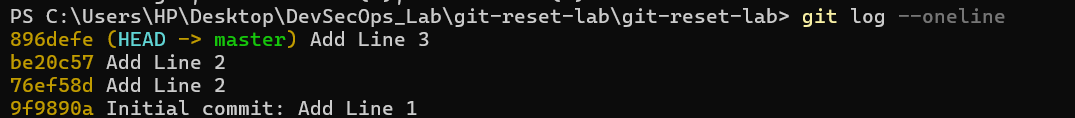 PS C:\Users\HP\Desktop\DevSecOps_Lab\git-reset-lab\git-reset-lab> git log --oneline
896defe (HEAD -> master) Add Line 3
be20c57 Add Line 2
76ef58d Add Line 2
9f9890a Initial commit: Add Line 1